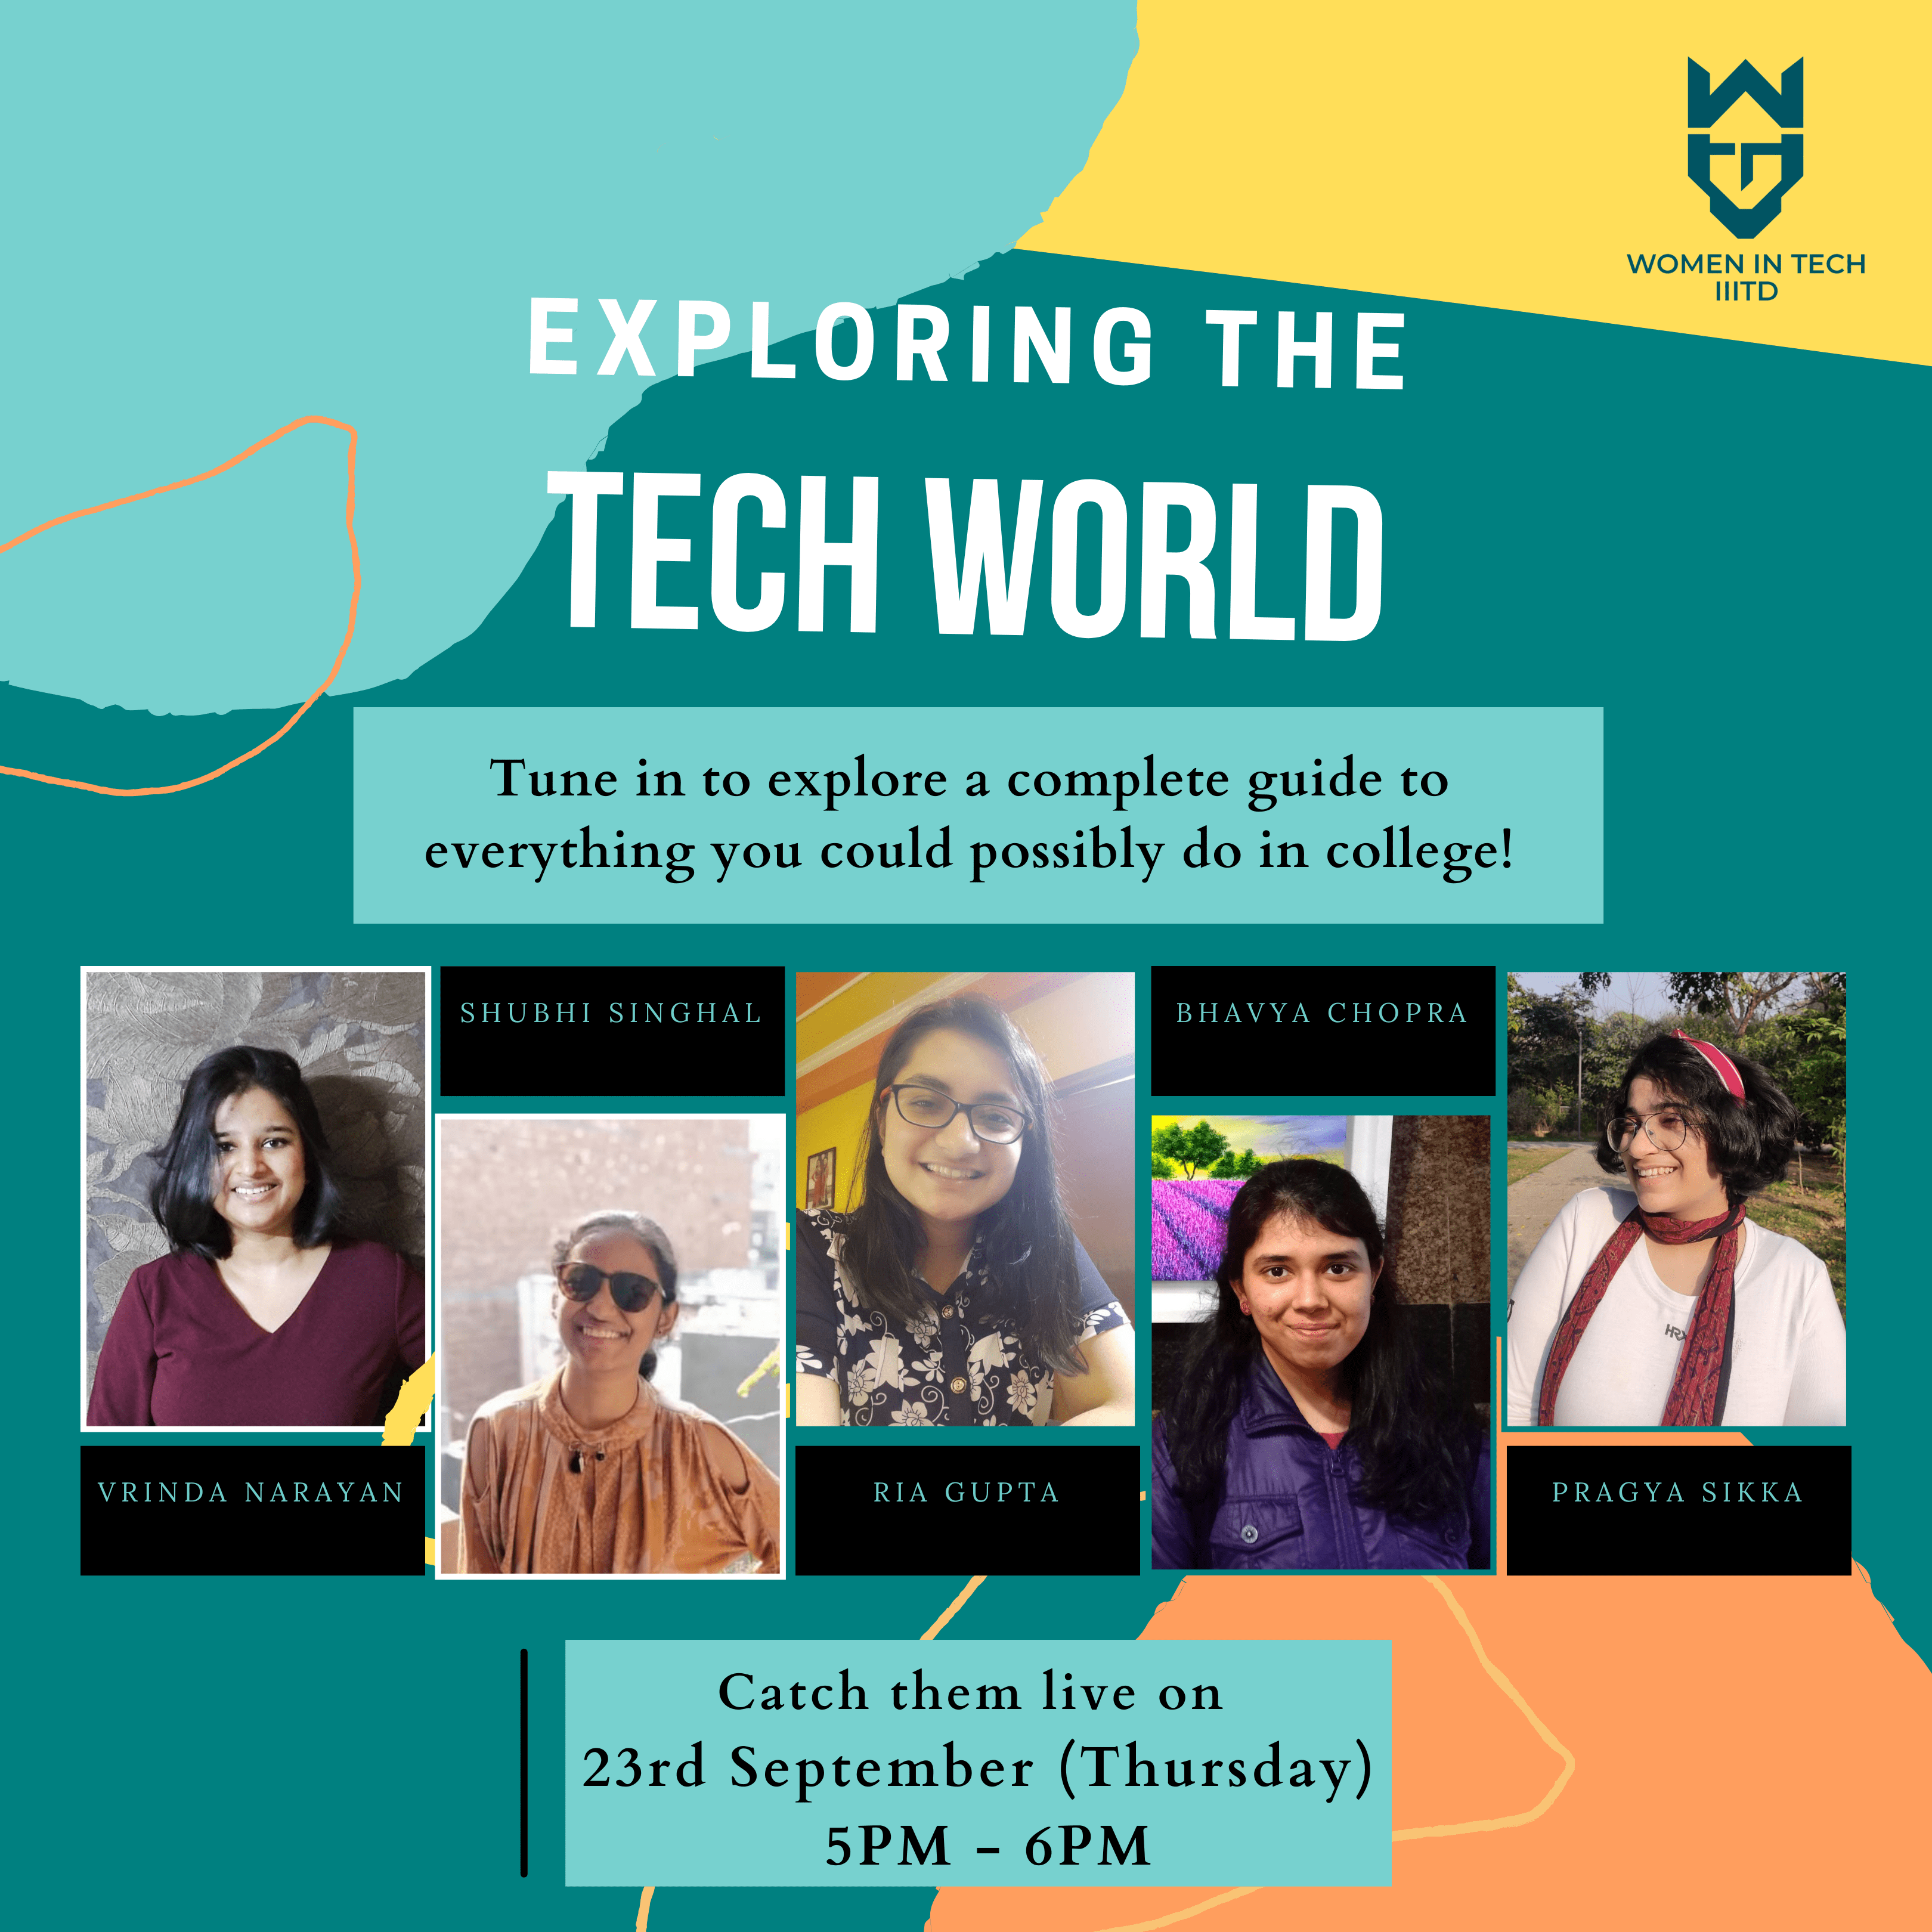 WOMEN IN TECH
IIITD
EXPLORING THE
TECH WORLD
Tune in to explore a complete guide to
everything you could possibly do in college!
SHUBHI SINGHAL
BHAVYA CHOPRA
HRX
VRINDA NARAYAN
RIA GUPTA
PRAGYA SIKKA
Catch them live on
23rd September (Thursday)
5PM - 6PM